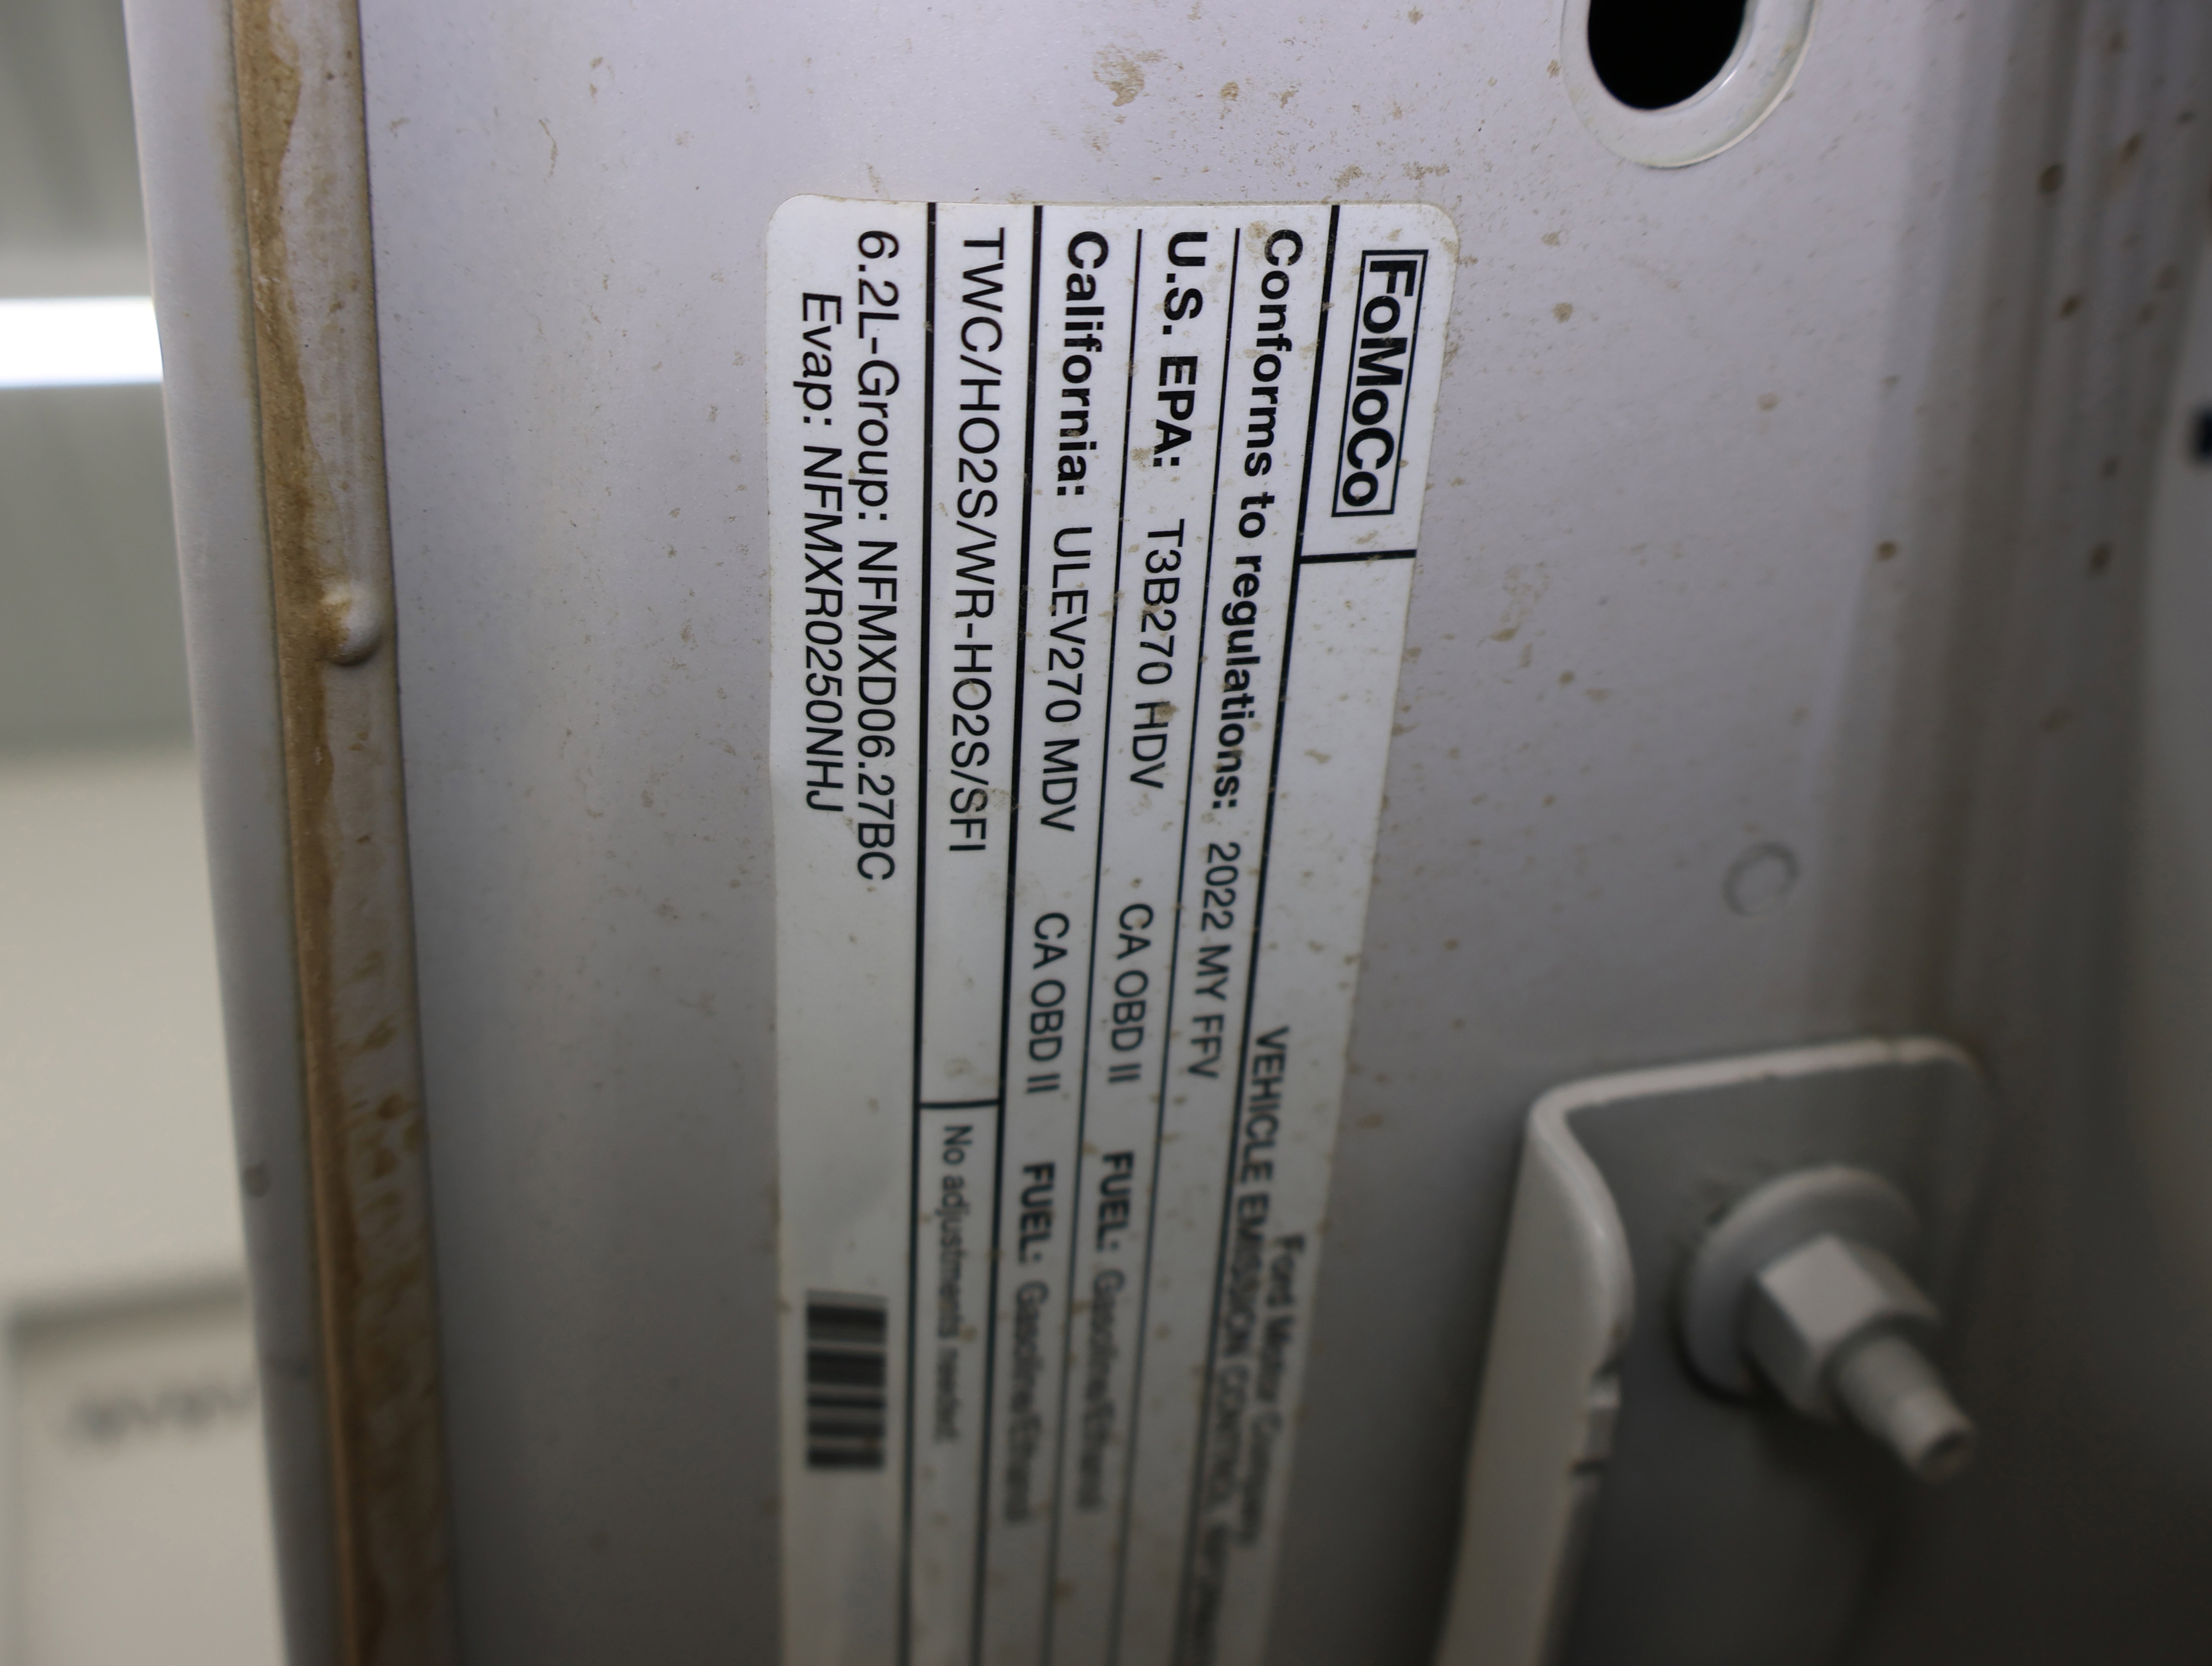 FoMoCo
Ford Motor Company
VEHICLE EMISSION CONTROL
Conforms to regulations: 2022 MY FFV
U.S. EPA: T3B270 HDV CA OBD II FUEL: Gasoline/Ethanol
California: ULEV270 MDV CA OBD II FUEL: Gasoline/Ethanol
TWC/HO2S/WR-HO2S/SFI No adjustments needed.
6.2L-Group: NFMXD06.27BC
Evap: NFMXR0250NHJ